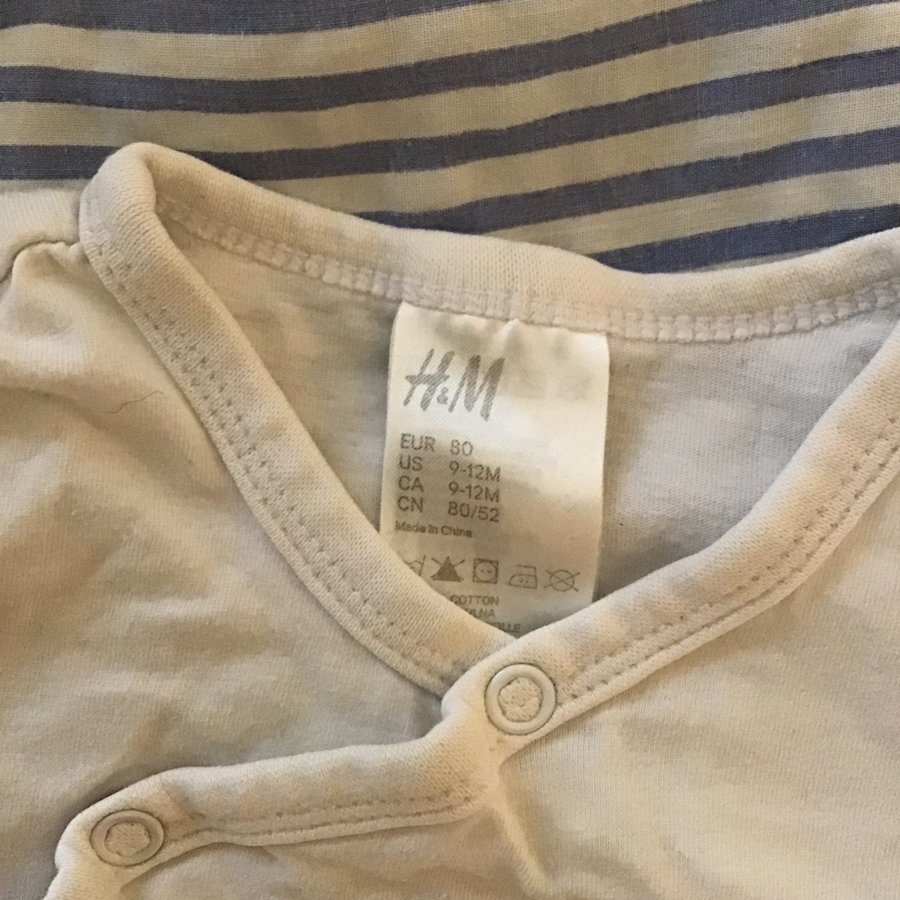 H&M
EUR 80
US 9-12M
CA 9-12M
CN 80/52
Made in China
COTTON